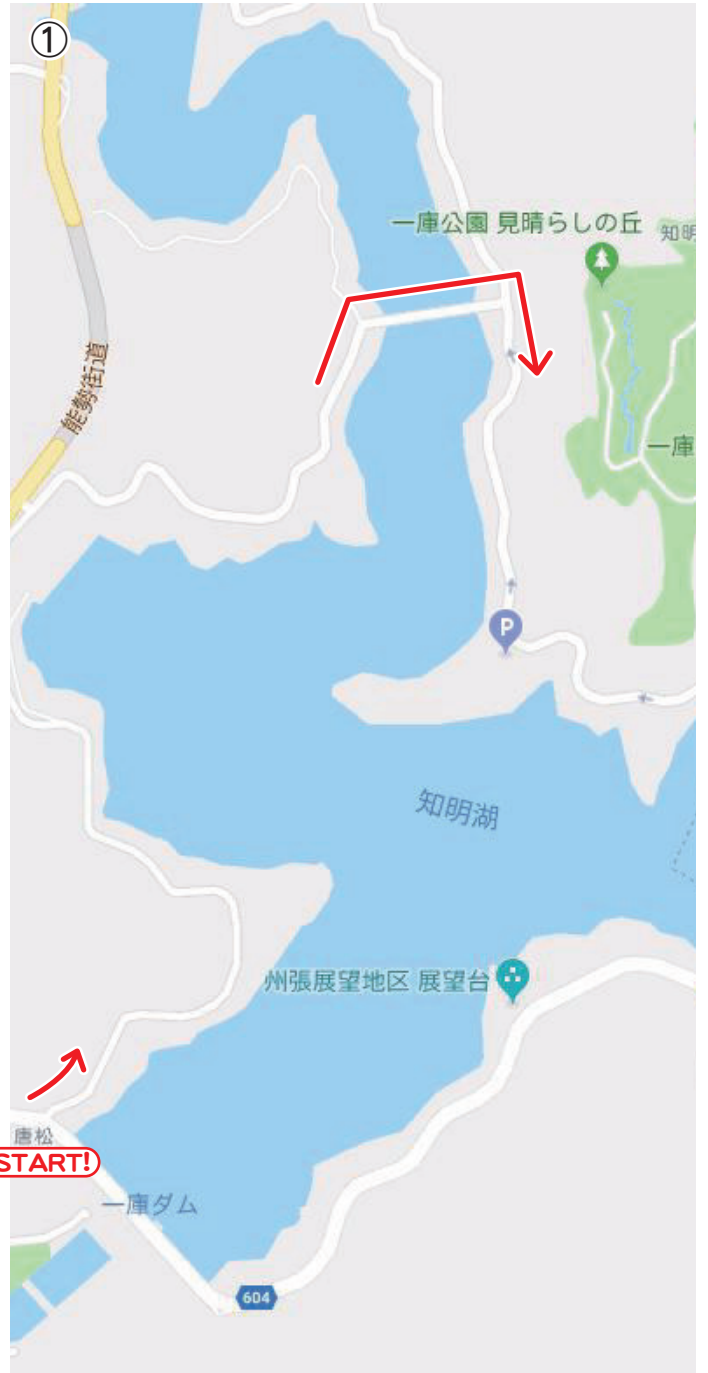 ①
一庫公園 見晴らしの丘
知明
能勢街道
一庫
P
知明湖
州張展望地区 展望台
唐松
START!
一庫ダム
604